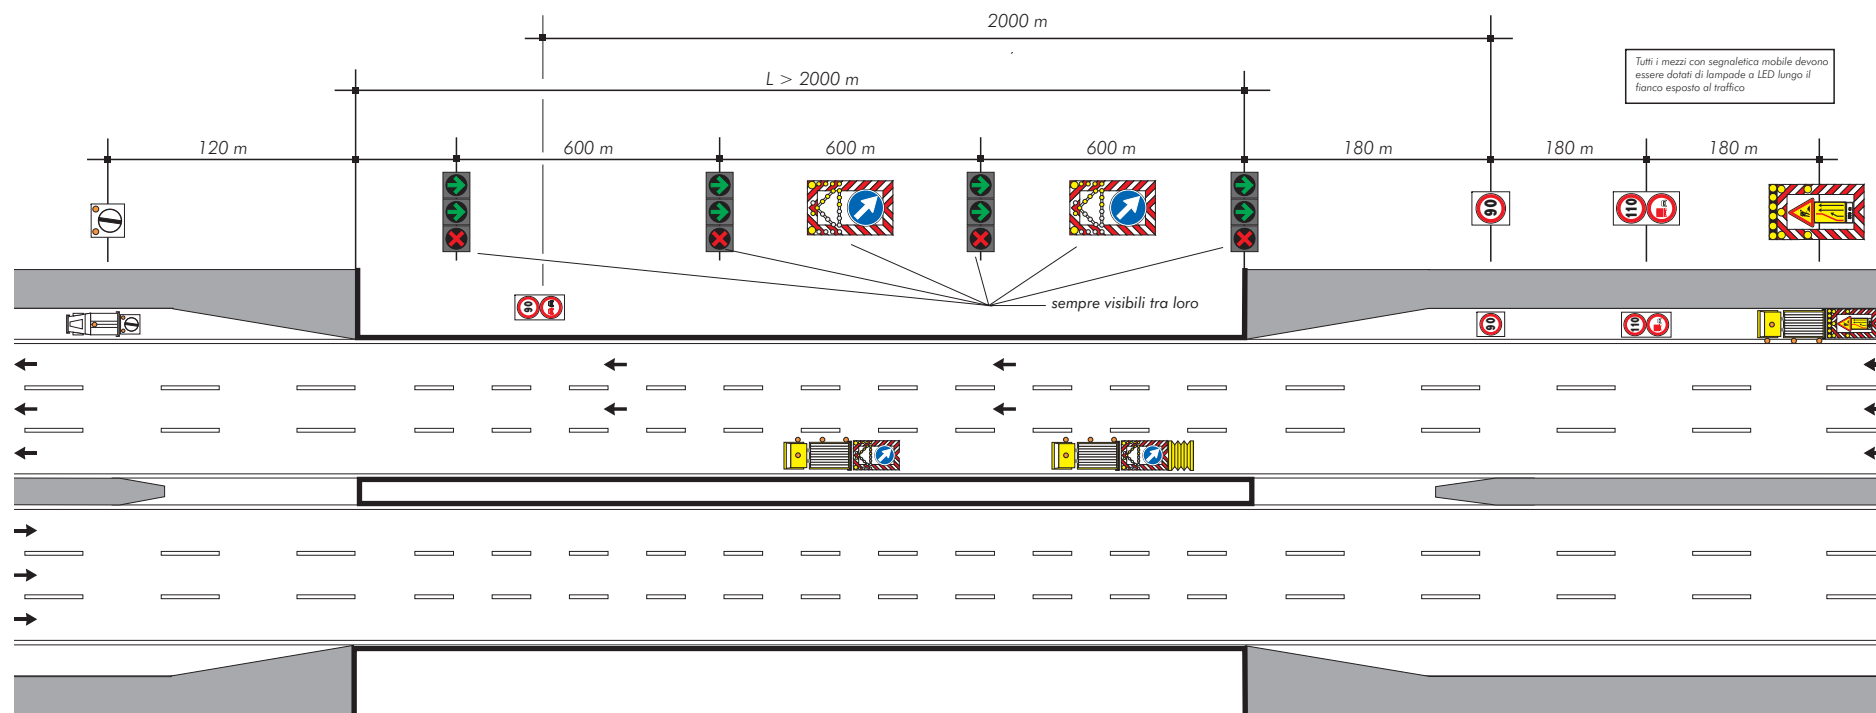 2000 m
Tutti i mezzi con segnaletica mobile devono
essere dotati di lampade a LED lungo il
fianco esposto al traffico
L > 2000 m
120 m
600 m
600 m
600 m
180 m
180 m
180 m
90
110
sempre visibili tra loro
90
90
110